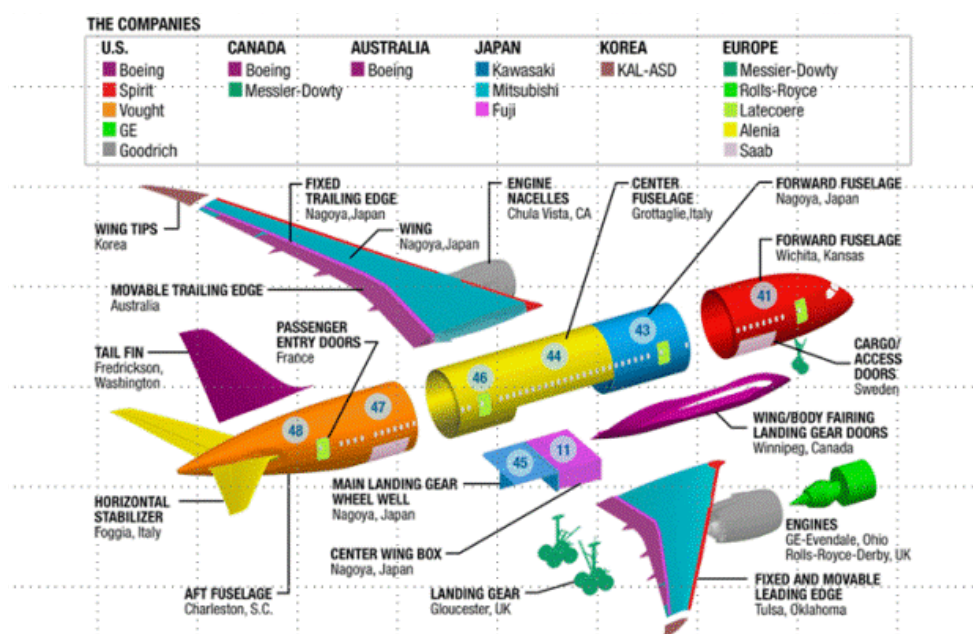 THE COMPANIES
U.S.
Boeing
Spirit
Vought
GE
Goodrich
CANADA
Boeing
Messier-Dowty
AUSTRALIA
Boeing
JAPAN
Kawasaki
Mitsubishi
Fuji
KOREA
KAL-ASD
EUROPE
Messier-Dowty
Rolls-Royce
Latecoere
Alenia
Saab
WING TIPS
Korea
FIXED
TRAILING EDGE
Nagoya,Japan
WING
Nagoya,Japan
ENGINE
NACELLES
Chula Vista, CA
CENTER
FUSELAGE
Grottaglie,Italy
FORWARD FUSELAGE
Nagoya, Japan
FORWARD FUSELAGE
Wichita, Kansas
MOVABLE TRAILING EDGE
Australia
41
43
44
46
47
48
PASSENGER
ENTRY DOORS
France
TAIL FIN
Fredrickson,
Washington
CARGO/
ACCESS
DOORS
Sweden
WING/BODY FAIRING
LANDING GEAR DOORS
Winnipeg, Canada
45
11
MAIN LANDING GEAR
WHEEL WELL
Nagoya, Japan
HORIZONTAL
STABILIZER
Foggia, Italy
CENTER WING BOX
Nagoya, Japan
ENGINES
GE-Evendale, Ohio
Rolls-Royce-Derby, UK
AFT FUSELAGE
Charleston, S.C.
LANDING GEAR
Gloucester, UK
FIXED AND MOVABLE
LEADING EDGE
Tulsa, Oklahoma